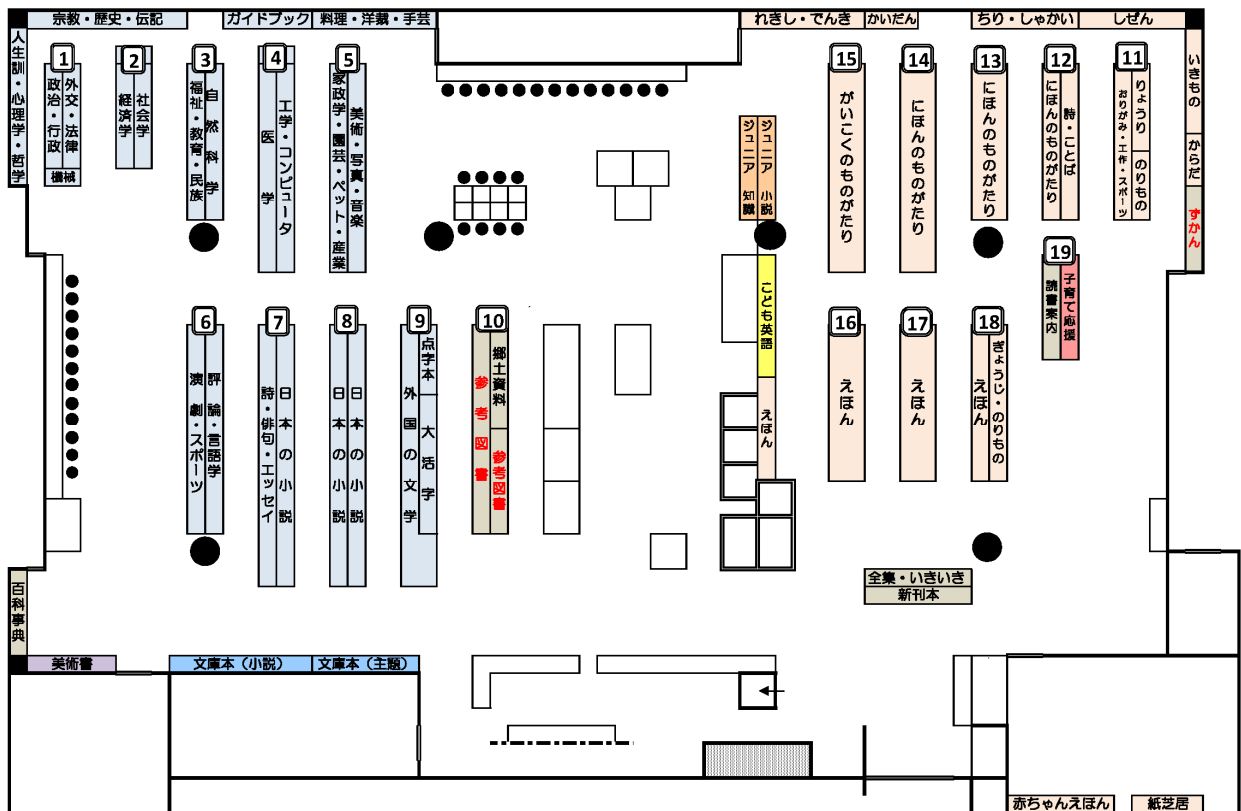 宗教・歴史・伝記
ガイドブック
料理・洋裁・手芸
れきし・でんき
かいだん
ちり・しゃかい
しぜん
人生訓・心理学・哲学
1
外交・法律
政治・行政
機械
2
社会学
経済学
3
自然科学
福祉・教育・民族
4
工学・コンピュータ
医学
5
美術・写真・音楽
家政学・園芸・ペット・産業
ジュニア 小説
ジュニア 知識
15
がいこくのものがたり
14
にほんのものがたり
13
にほんのものがたり
12
詩・ことば
にほんのものがたり
11
りょうり のりもの
おりがみ・工作・スポーツ
いきもの
からだ
ずかん
19
子育て応援
読書案内
6
評論・言語学
演劇・スポーツ
7
日本の小説
詩・俳句・エッセイ
8
日本の小説
日本の小説
9
点字本
大活字
外国の文学
10
郷土資料
参考図書
参考図書
こども英語
えほん
16
えほん
17
えほん
18
ぎょうじ・のりもの
えほん
全集・いきいき
新刊本
百科事典
美術書
文庫本（小説）
文庫本（主題）
赤ちゃんえほん
紙芝居